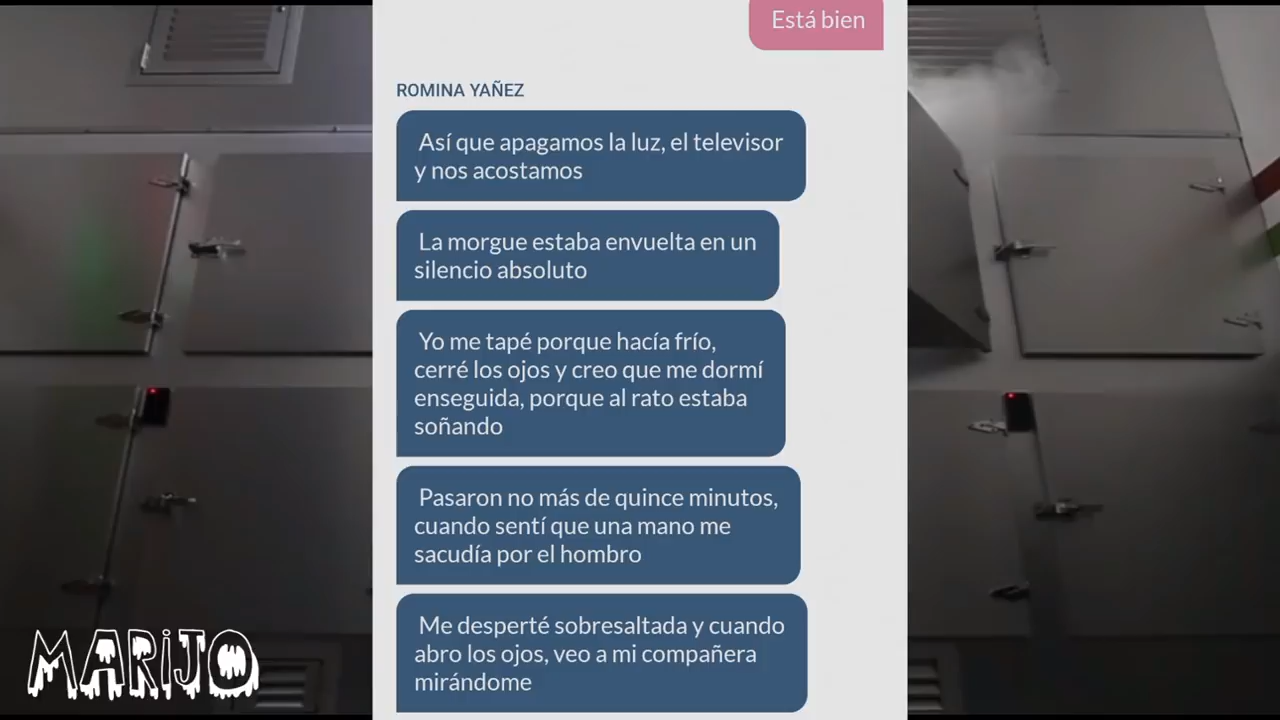 Está bien
ROMINA YAÑEZ
Así que apagamos la luz, el televisor
y nos acostamos
La morgue estaba envuelta en un
silencio absoluto
Yo me tapé porque hacía frío,
cerré los ojos y creo que me dormí
enseguida, porque al rato estaba
soñando
Pasaron no más de quince minutos,
cuando sentí que una mano me
sacudía por el hombro
Me desperté sobresaltada y cuando
abro los ojos, veo a mi compañera
mirándome
MARiJO